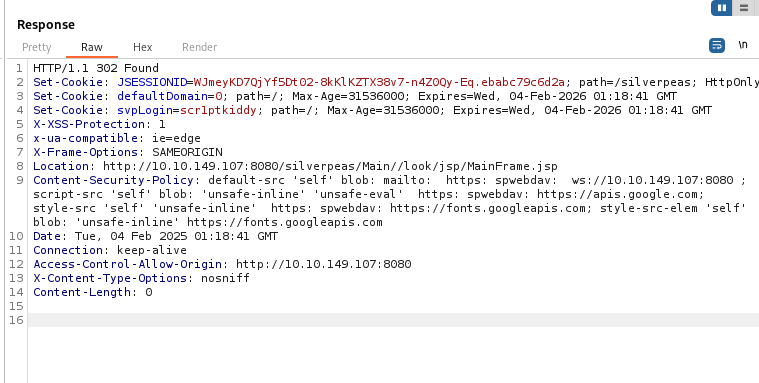 Response
Pretty Raw Hex Render \n
1 HTTP/1.1 302 Found
2 Set-Cookie: JSESSIONID=WJmeyKD7QjYf5Dt02-8kKlKZTX38v7-n4Z0Qy-Eq.ebabc79c6d2a; path=/silverpeas; HttpOnly
3 Set-Cookie: defaultDomain=0; path=/; Max-Age=31536000; Expires=Wed, 04-Feb-2026 01:18:41 GMT
4 Set-Cookie: svpLogin=scr1ptkiddy; path=/; Max-Age=31536000; Expires=Wed, 04-Feb-2026 01:18:41 GMT
5 X-XSS-Protection: 1
6 x-ua-compatible: ie=edge
7 X-Frame-Options: SAMEORIGIN
8 Location: http://10.10.149.107:8080/silverpeas/Main//look/jsp/MainFrame.jsp
9 Content-Security-Policy: default-src 'self' blob: mailto:  https: spwebdav:  ws://10.10.149.107:8080 ;
script-src 'self' blob: 'unsafe-inline' 'unsafe-eval'  https: spwebdav: https://apis.google.com;
style-src 'self' 'unsafe-inline'  https: spwebdav: https://fonts.googleapis.com; style-src-elem 'self'
blob: 'unsafe-inline' https://fonts.googleapis.com
10 Date: Tue, 04 Feb 2025 01:18:41 GMT
11 Connection: keep-alive
12 Access-Control-Allow-Origin: http://10.10.149.107:8080
13 X-Content-Type-Options: nosniff
14 Content-Length: 0
15
16